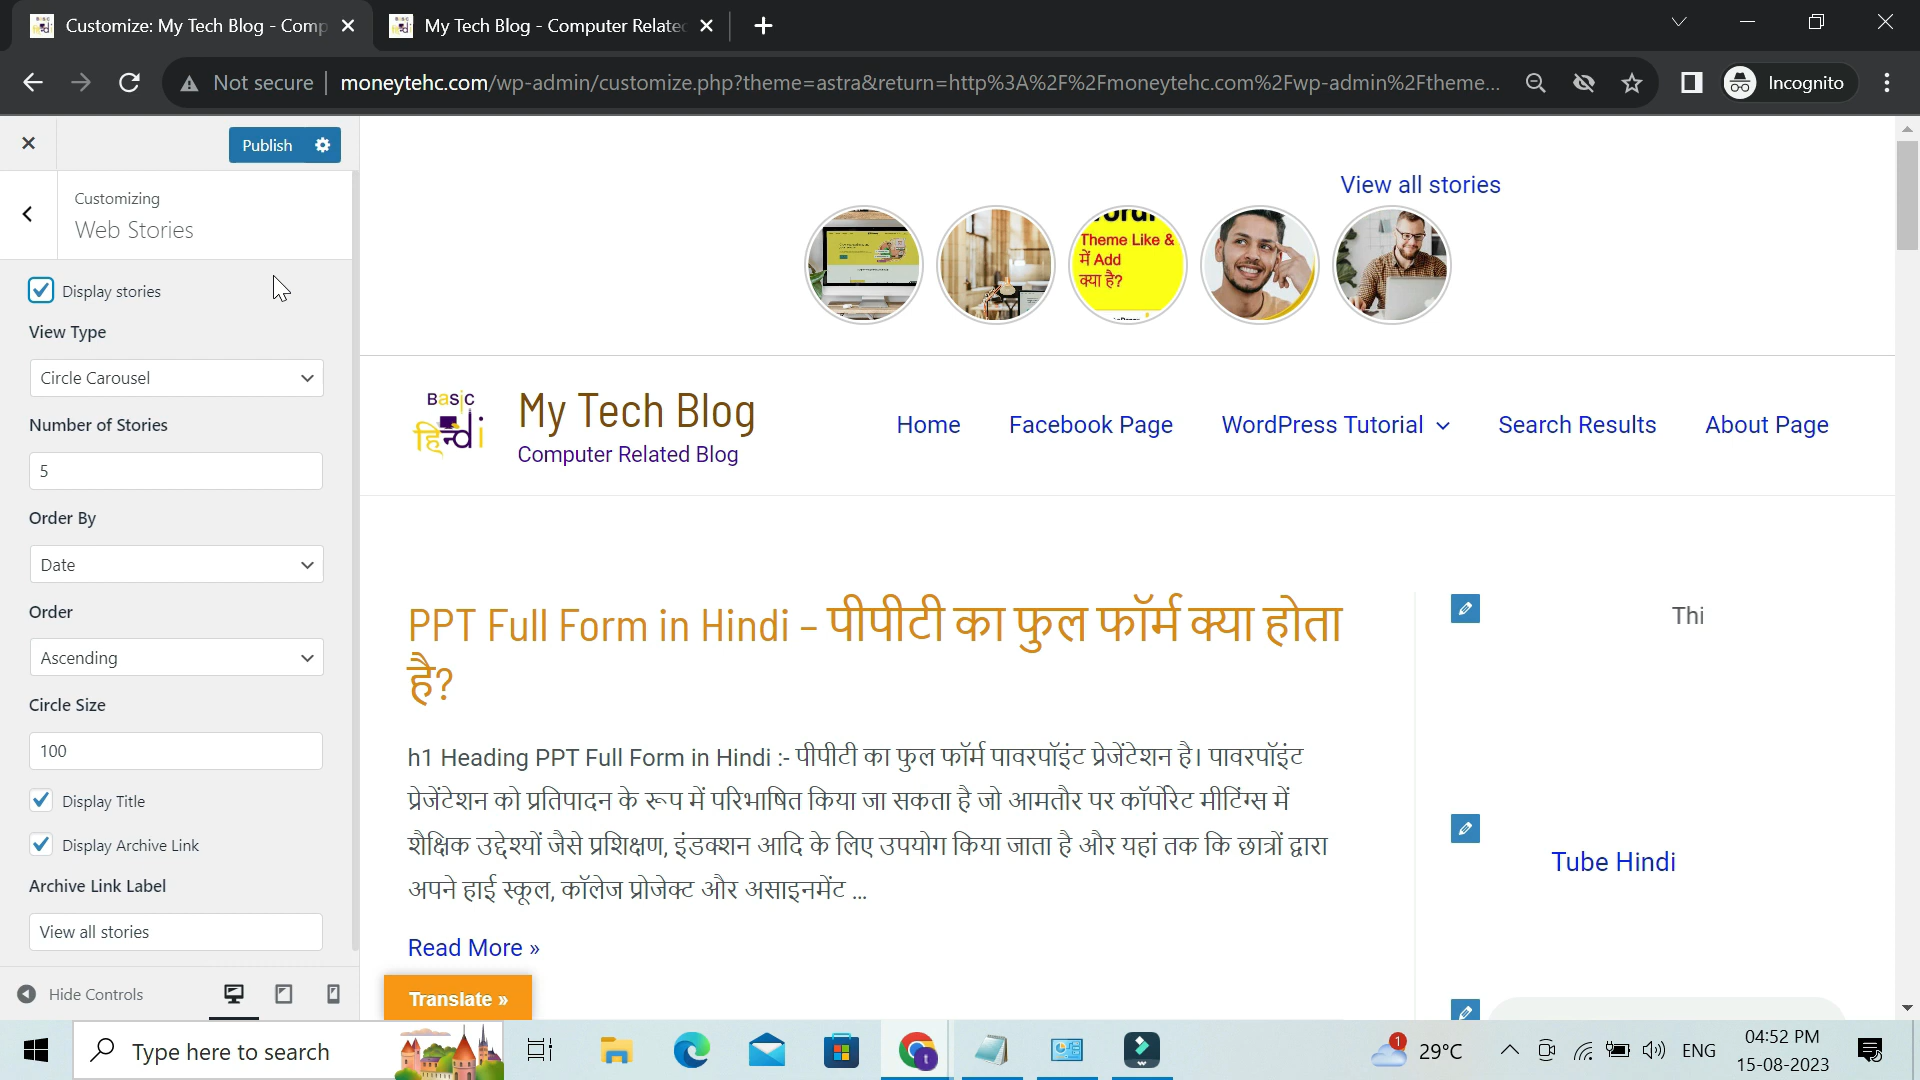 Customize: My Tech Blog - Comp
My Tech Blog - Computer Relate
Not secure
moneytehc.com/wp-admin/customize.php?theme=astra&return=http%3A%2F%2Fmoneytehc.com%2Fwp-admin%2Ftheme...
Incognito
Publish
Customizing
Web Stories
Display stories
View Type
Circle Carousel
Number of Stories
5
Order By
Date
Order
Ascending
Circle Size
100
Display Title
Display Archive Link
Archive Link Label
View all stories
Hide Controls
View all stories
Theme Like &
में Add
क्या है?
Basic
हिन्दी
My Tech Blog
Computer Related Blog
Home
Facebook Page
WordPress Tutorial
Search Results
About Page
PPT Full Form in Hindi – पीपीटी का फुल फॉर्म क्या होता
है?
h1 Heading PPT Full Form in Hindi :- पीपीटी का फुल फॉर्म पावरपॉइंट प्रेजेंटेशन है। पावरपॉइंट
प्रेजेंटेशन को प्रतिपादन के रूप में परिभाषित किया जा सकता है जो आमतौर पर कॉर्पोरेट मीटिंग्स में
शैक्षिक उद्देश्यों जैसे प्रशिक्षण, इंडक्शन आदि के लिए उपयोग किया जाता है और यहां तक कि छात्रों द्वारा
अपने हाई स्कूल, कॉलेज प्रोजेक्ट और असाइनमेंट ...
Read More »
Translate »
Thi
Tube Hindi
Type here to search
1
29°C
ENG
04:52 PM
15-08-2023